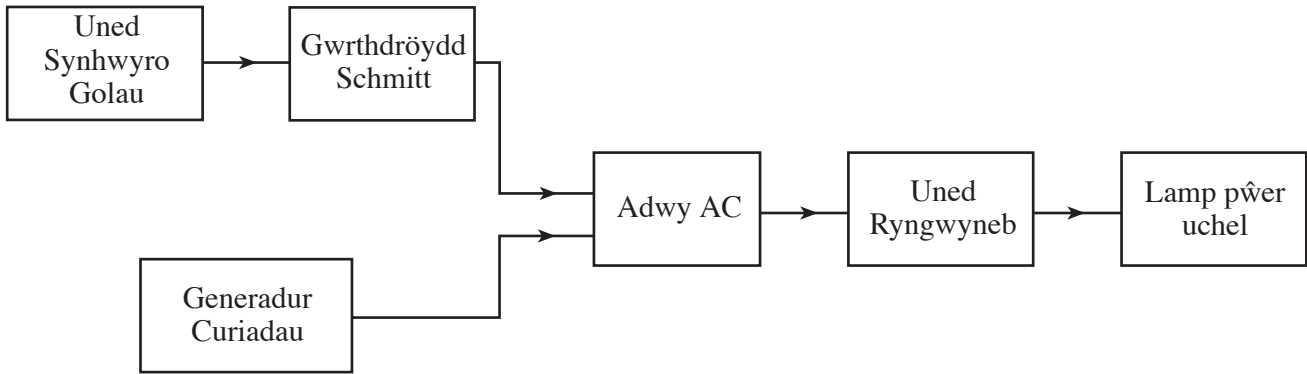 Uned
Synhwyro
Golau
Gwrthdröydd
Schmitt
Adwy AC
Uned
Ryngwyneb
Lamp pŵer
uchel
Generadur
Curiadau